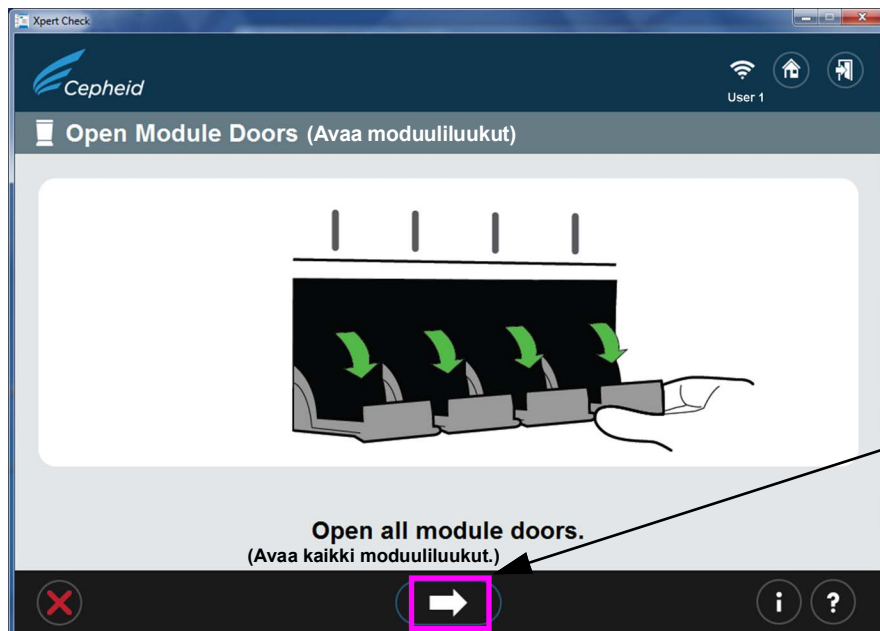 Xpert Check
Cepheid
User 1
Open Module Doors (Avaa moduuliluukut)
Open all module doors.
(Avaa kaikki moduuliluukut.)
i ?